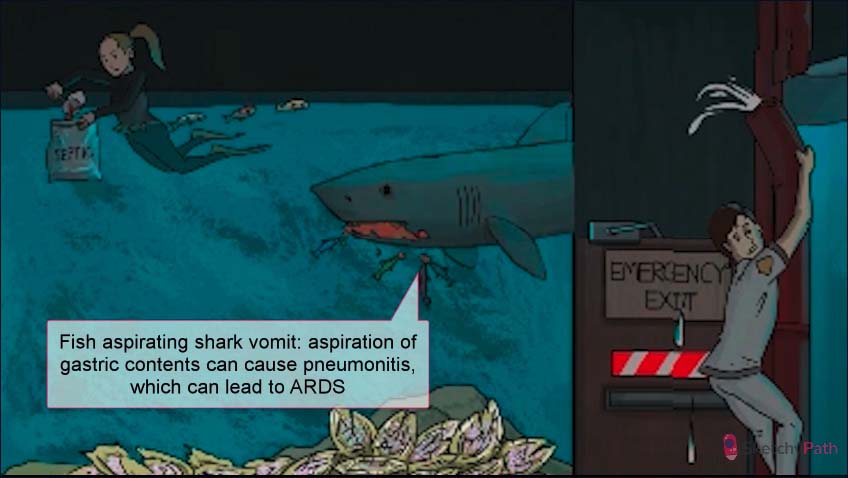 SEPTIC
EMERGENCY
EXIT
Fish aspirating shark vomit: aspiration of
gastric contents can cause pneumonitis,
which can lead to ARDS
SketchyPath